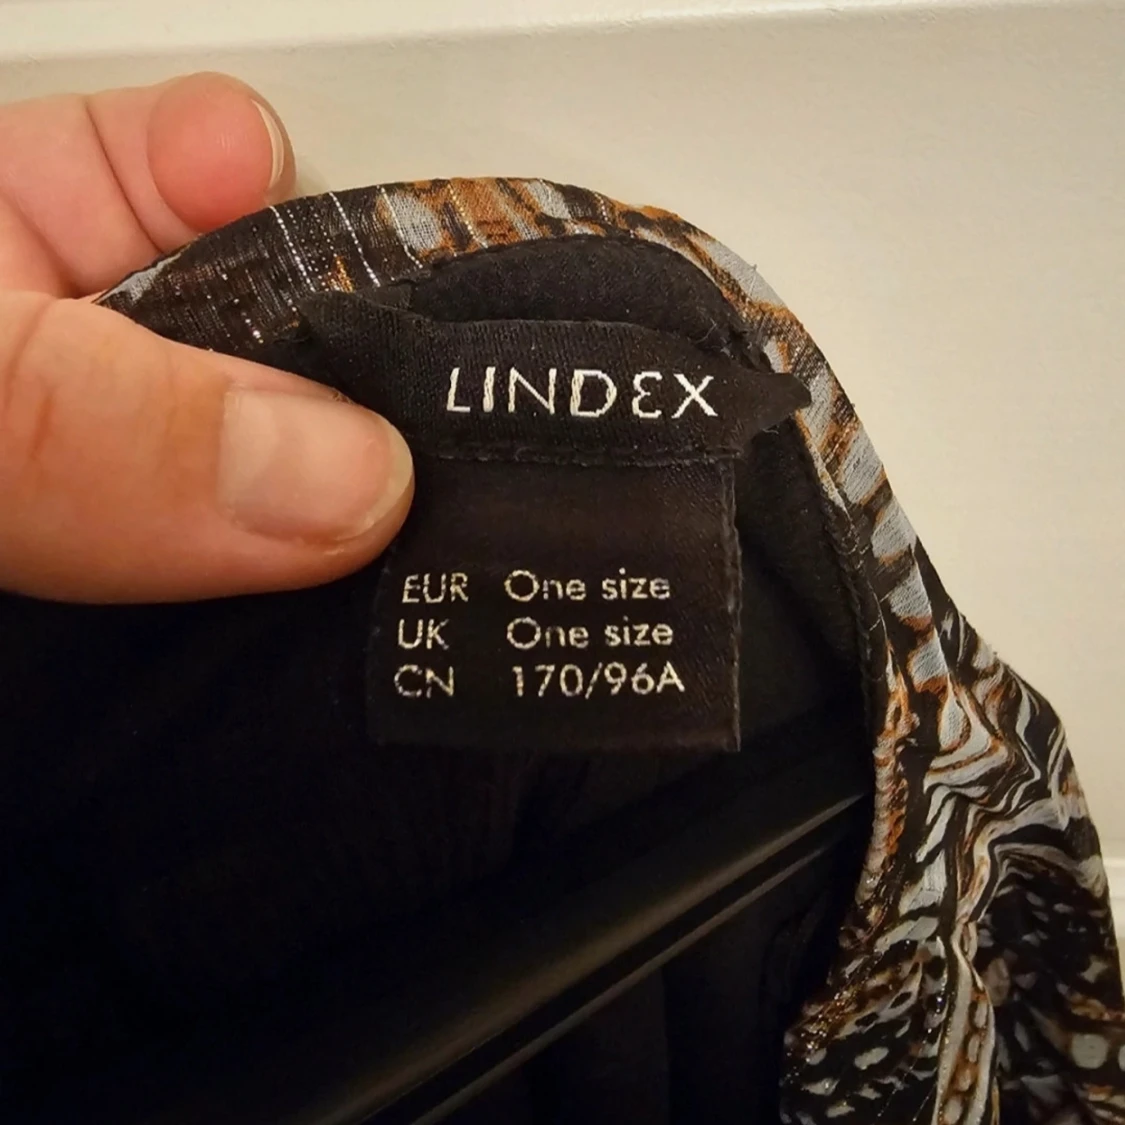 LINDEX
EUR One size
UK One size
CN 170/96A